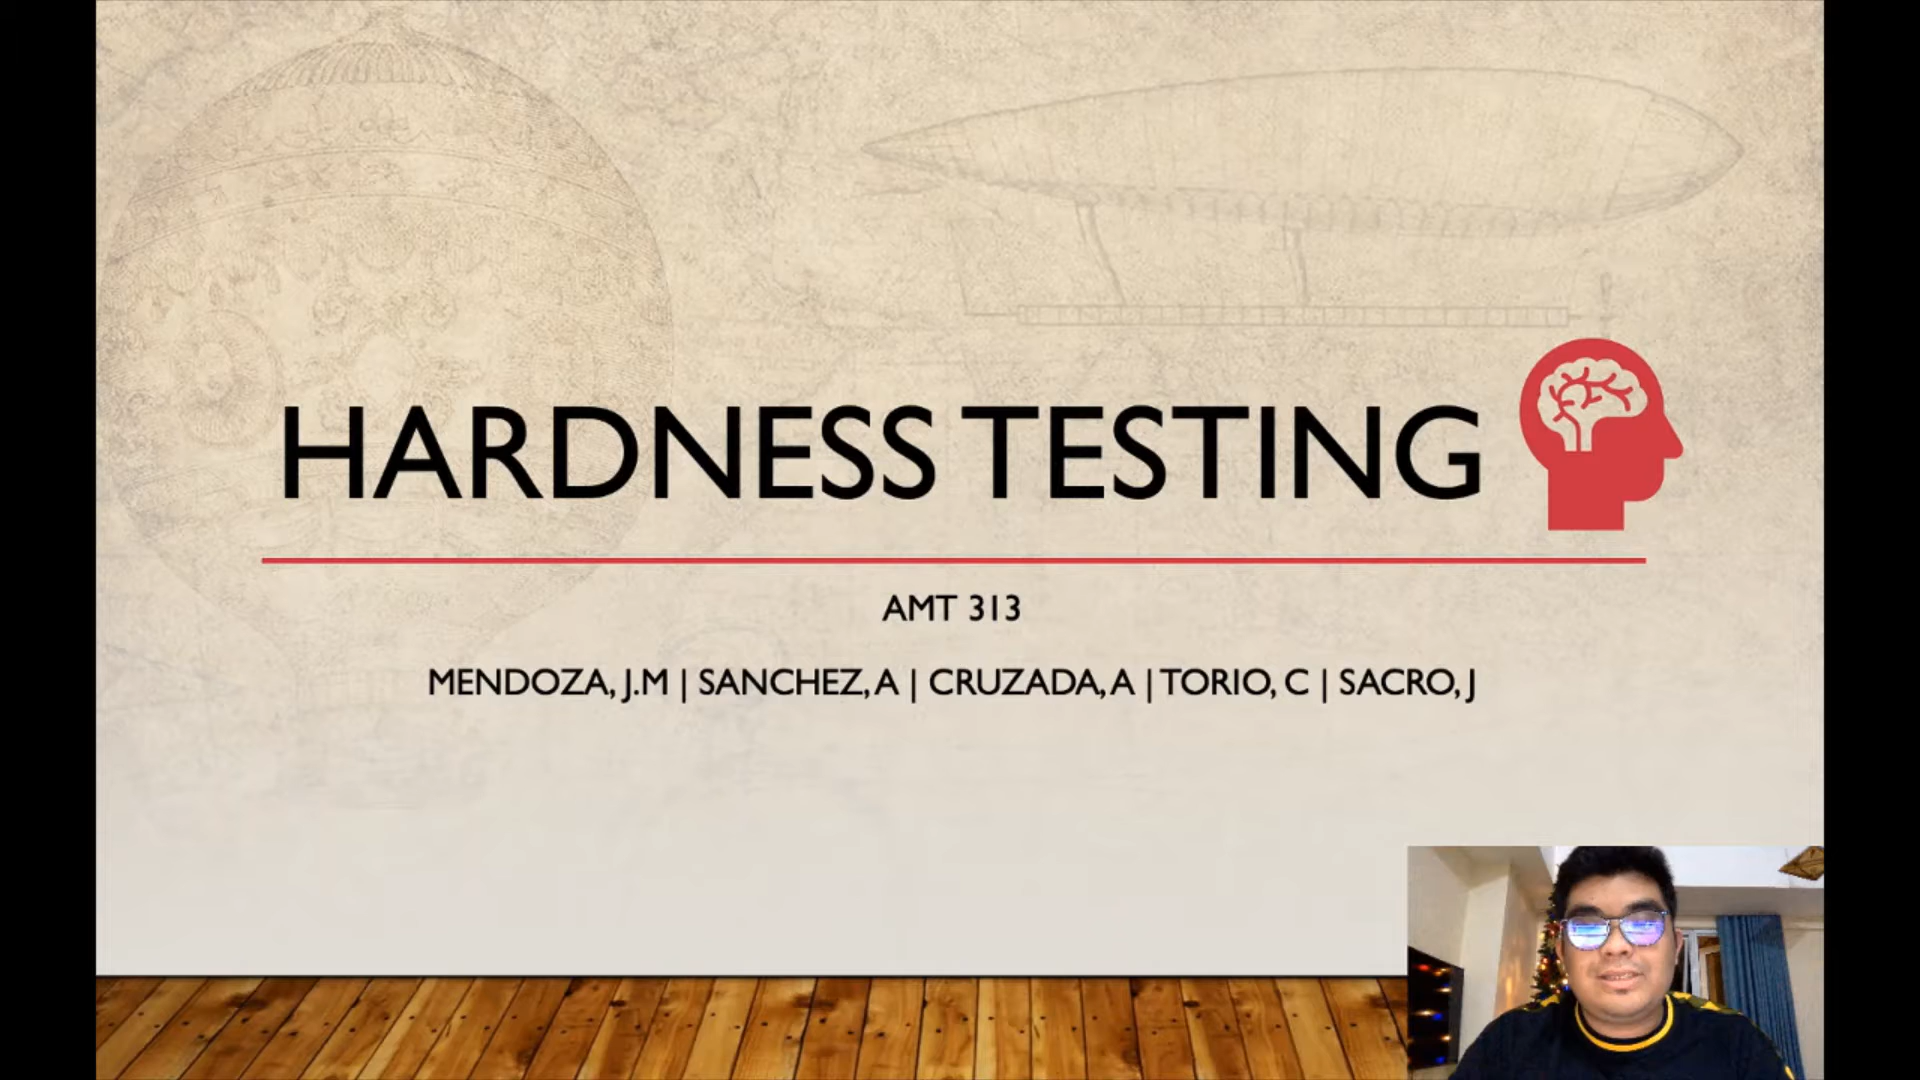 HARDNESS TESTING
AMT 313
MENDOZA, J.M | SANCHEZ, A | CRUZADA, A | TORIO, C | SACRO, J